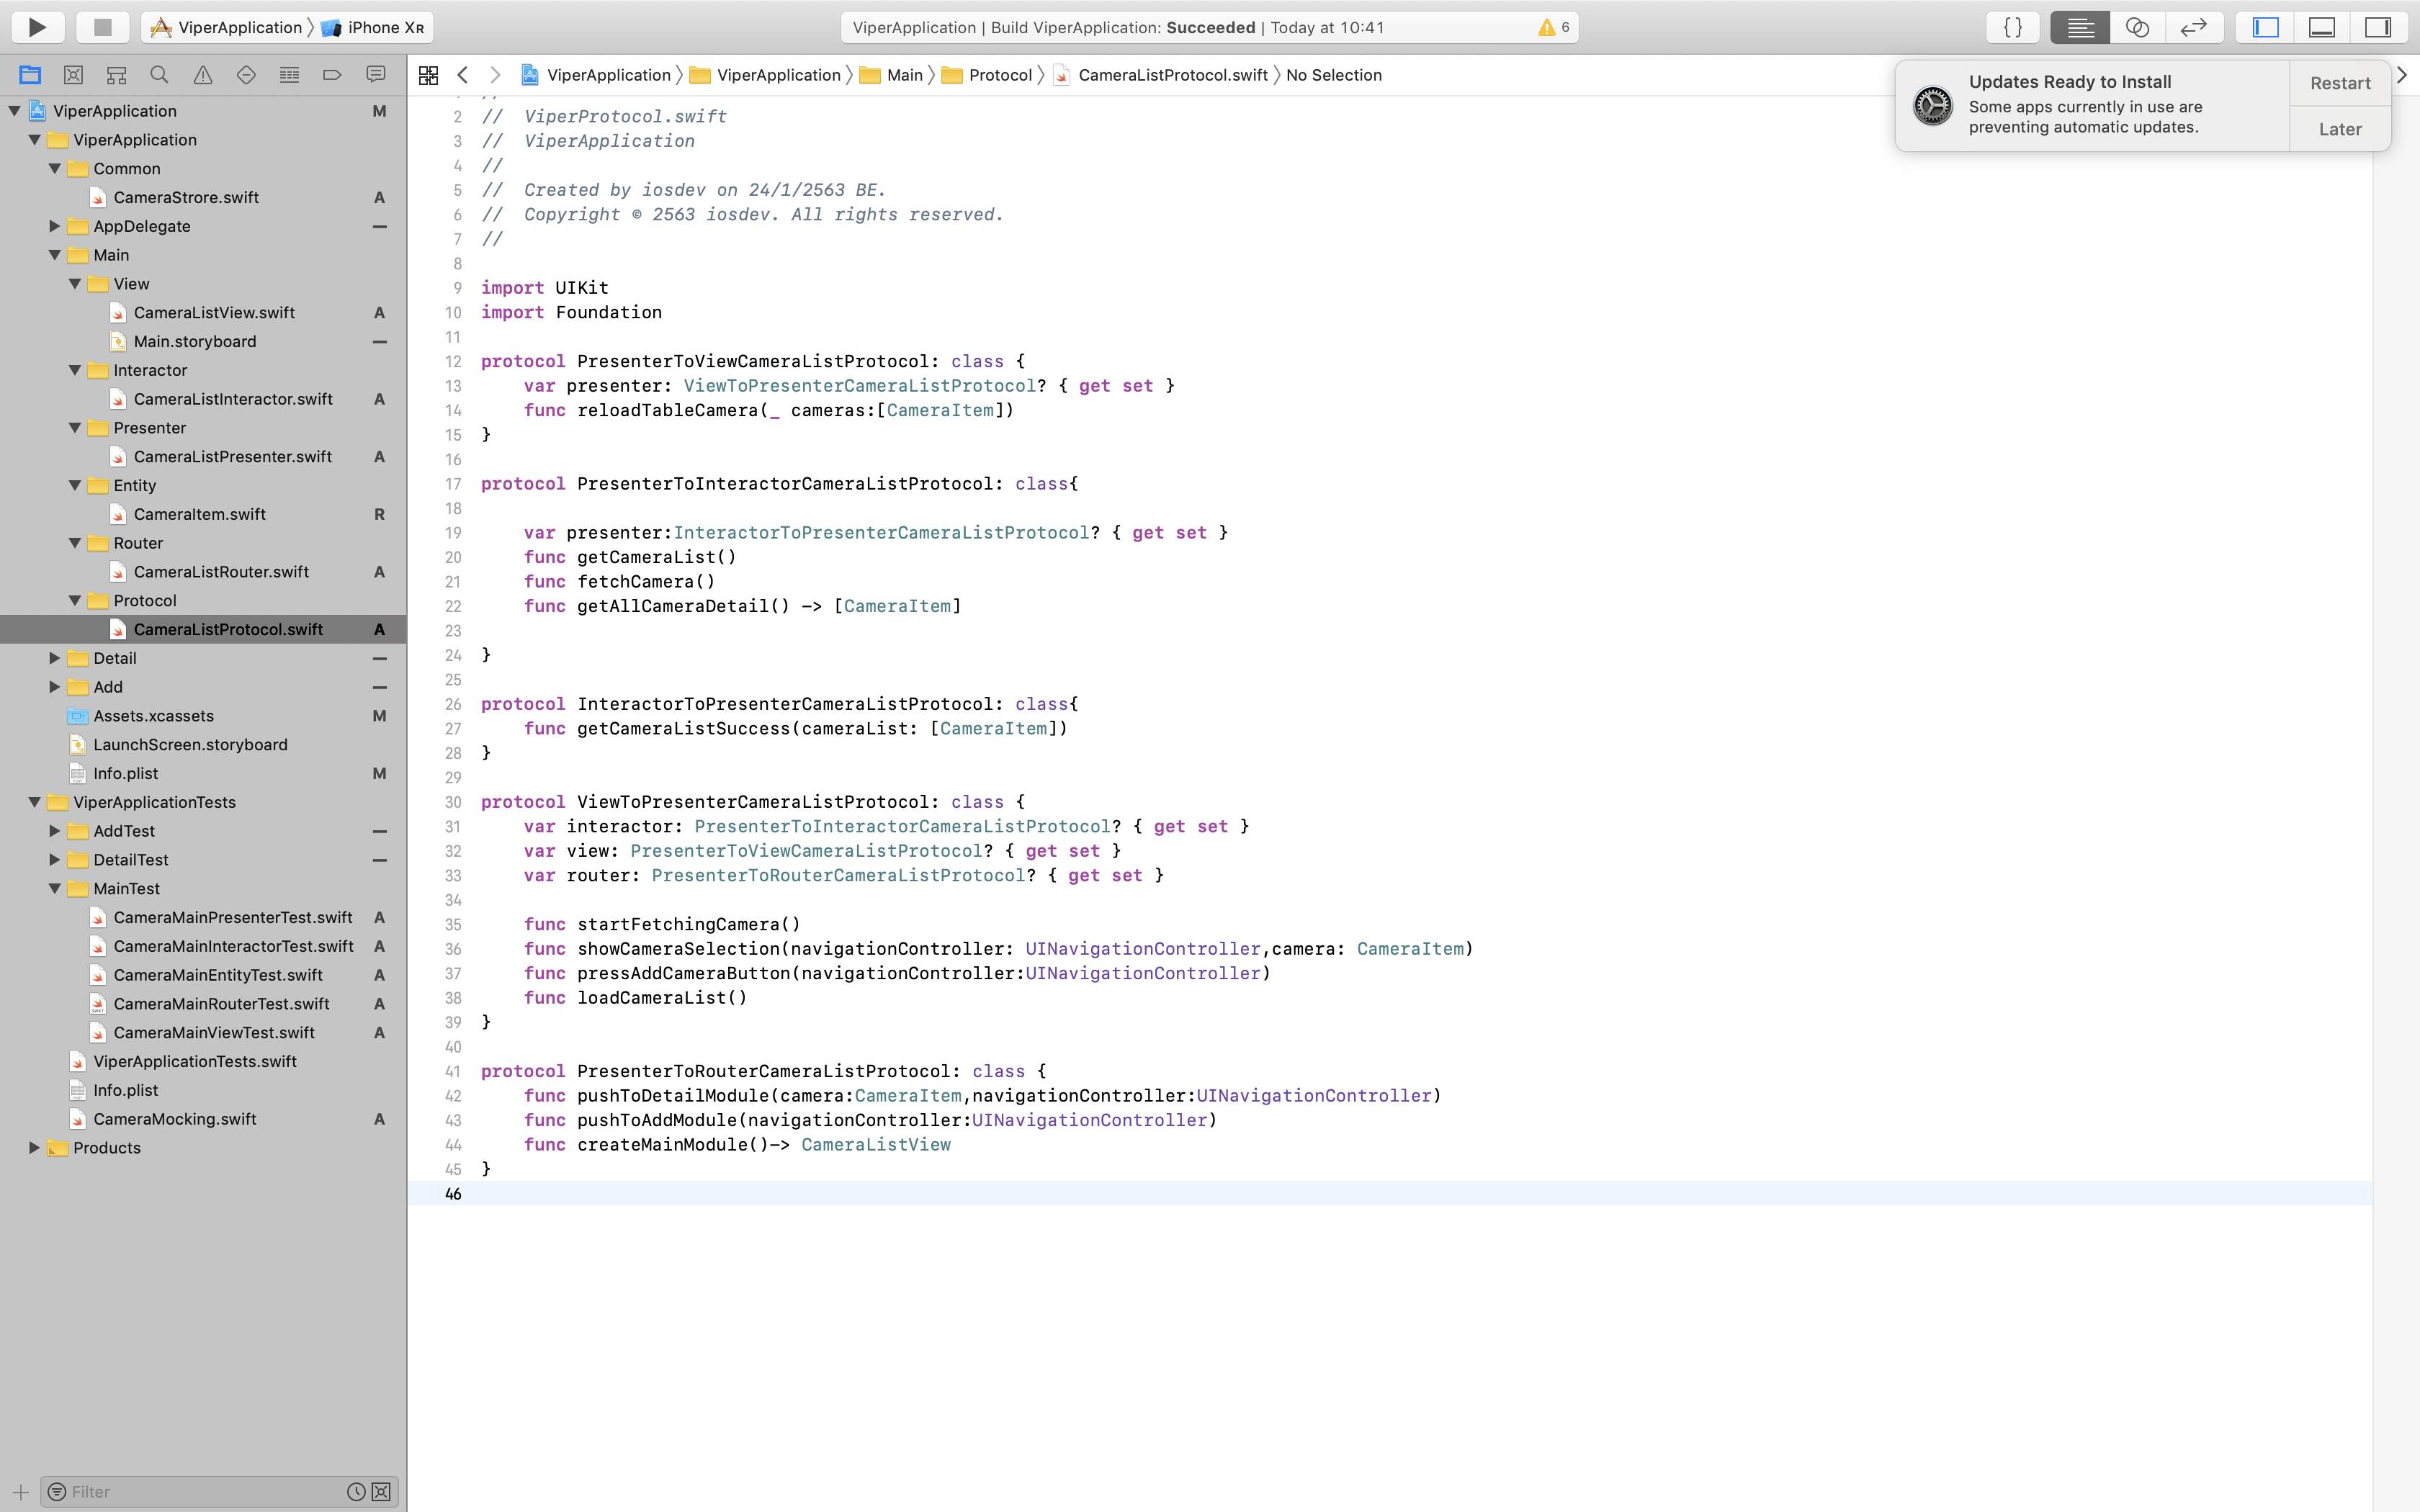 ViperApplication 〉 iPhone Xʀ
ViperApplication | Build ViperApplication: Succeeded | Today at 10:41
6
{ }
ViperApplication 〉 ViperApplication 〉 Main 〉 Protocol 〉 CameraListProtocol.swift 〉 No Selection
Updates Ready to Install
Some apps currently in use are
preventing automatic updates.
Restart
Later
ViperApplication M
ViperApplication
Common
CameraStrore.swift A
AppDelegate —
Main
View
CameraListView.swift A
Main.storyboard —
Interactor
CameraListInteractor.swift A
Presenter
CameraListPresenter.swift A
Entity
CameraItem.swift R
Router
CameraListRouter.swift A
Protocol
CameraListProtocol.swift A
Detail —
Add —
Assets.xcassets M
LaunchScreen.storyboard
Info.plist M
ViperApplicationTests
AddTest —
DetailTest —
MainTest
CameraMainPresenterTest.swift A
CameraMainInteractorTest.swift A
CameraMainEntityTest.swift A
CameraMainRouterTest.swift A
CameraMainViewTest.swift A
ViperApplicationTests.swift
Info.plist
CameraMocking.swift A
Products
Filter
2 //  ViperProtocol.swift
3 //  ViperApplication
4 //
5 //  Created by iosdev on 24/1/2563 BE.
6 //  Copyright © 2563 iosdev. All rights reserved.
7 //
8
9 import UIKit
10 import Foundation
11
12 protocol PresenterToViewCameraListProtocol: class {
13     var presenter: ViewToPresenterCameraListProtocol? { get set }
14     func reloadTableCamera(_ cameras:[CameraItem])
15 }
16
17 protocol PresenterToInteractorCameraListProtocol: class{
18
19     var presenter:InteractorToPresenterCameraListProtocol? { get set }
20     func getCameraList()
21     func fetchCamera()
22     func getAllCameraDetail() -> [CameraItem]
23
24 }
25
26 protocol InteractorToPresenterCameraListProtocol: class{
27     func getCameraListSuccess(cameraList: [CameraItem])
28 }
29
30 protocol ViewToPresenterCameraListProtocol: class {
31     var interactor: PresenterToInteractorCameraListProtocol? { get set }
32     var view: PresenterToViewCameraListProtocol? { get set }
33     var router: PresenterToRouterCameraListProtocol? { get set }
34
35     func startFetchingCamera()
36     func showCameraSelection(navigationController: UINavigationController,camera: CameraItem)
37     func pressAddCameraButton(navigationController:UINavigationController)
38     func loadCameraList()
39 }
40
41 protocol PresenterToRouterCameraListProtocol: class {
42     func pushToDetailModule(camera:CameraItem,navigationController:UINavigationController)
43     func pushToAddModule(navigationController:UINavigationController)
44     func createMainModule()-> CameraListView
45 }
46